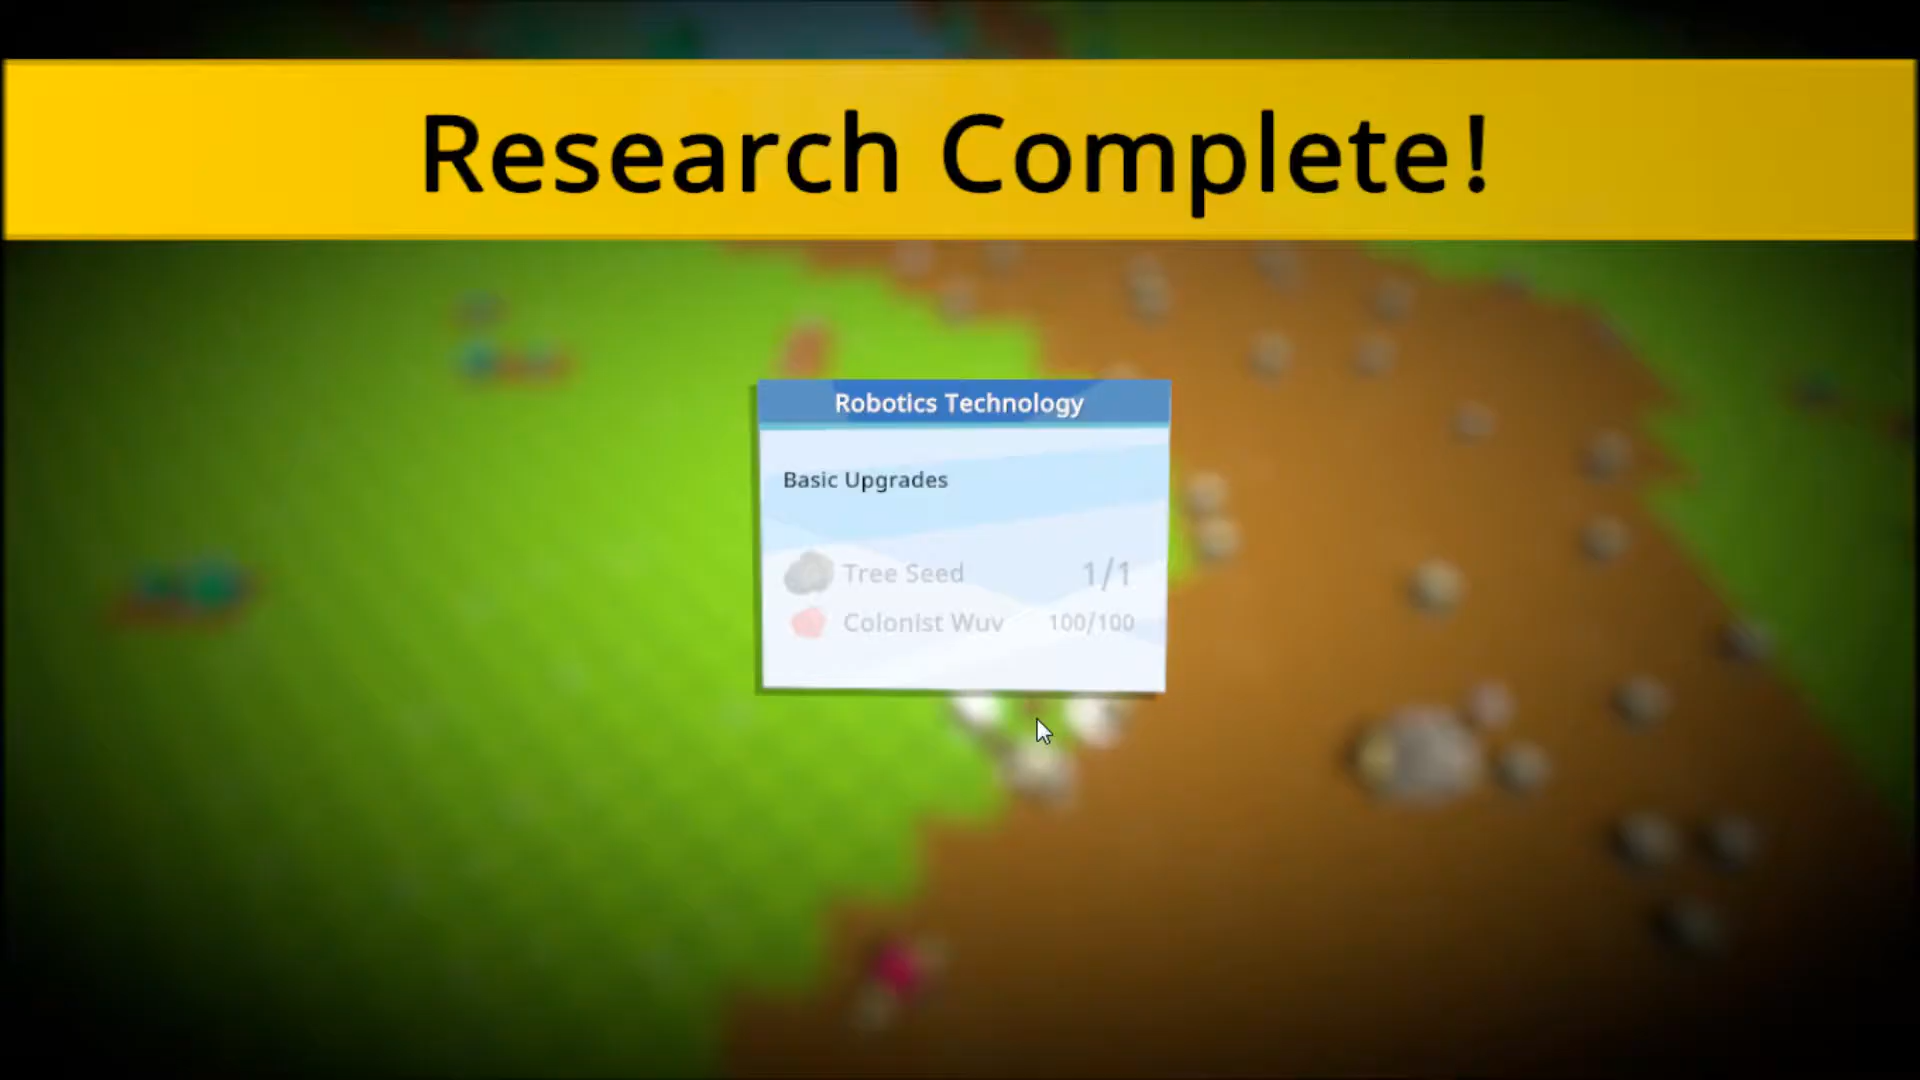 Research Complete!
Robotics Technology
Basic Upgrades
Tree Seed 1/1
Colonist Wuv 100/100